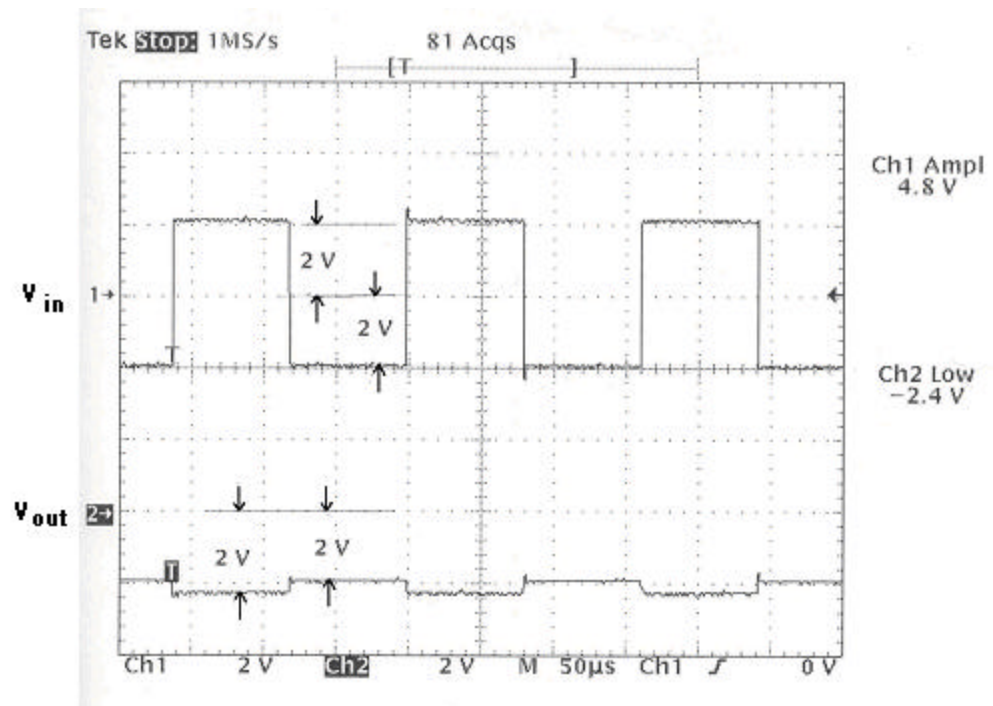 Tek Stop: 1MS/s 81 Acqs
[T ]
Ch1 Ampl
4.8 V
2 V
V in 1→
2 V
T
Ch2 Low
−2.4 V
V out 2→
2 V 2 V
T
Ch1 2 V Ch2 2 V M 50µs Ch1 0 V